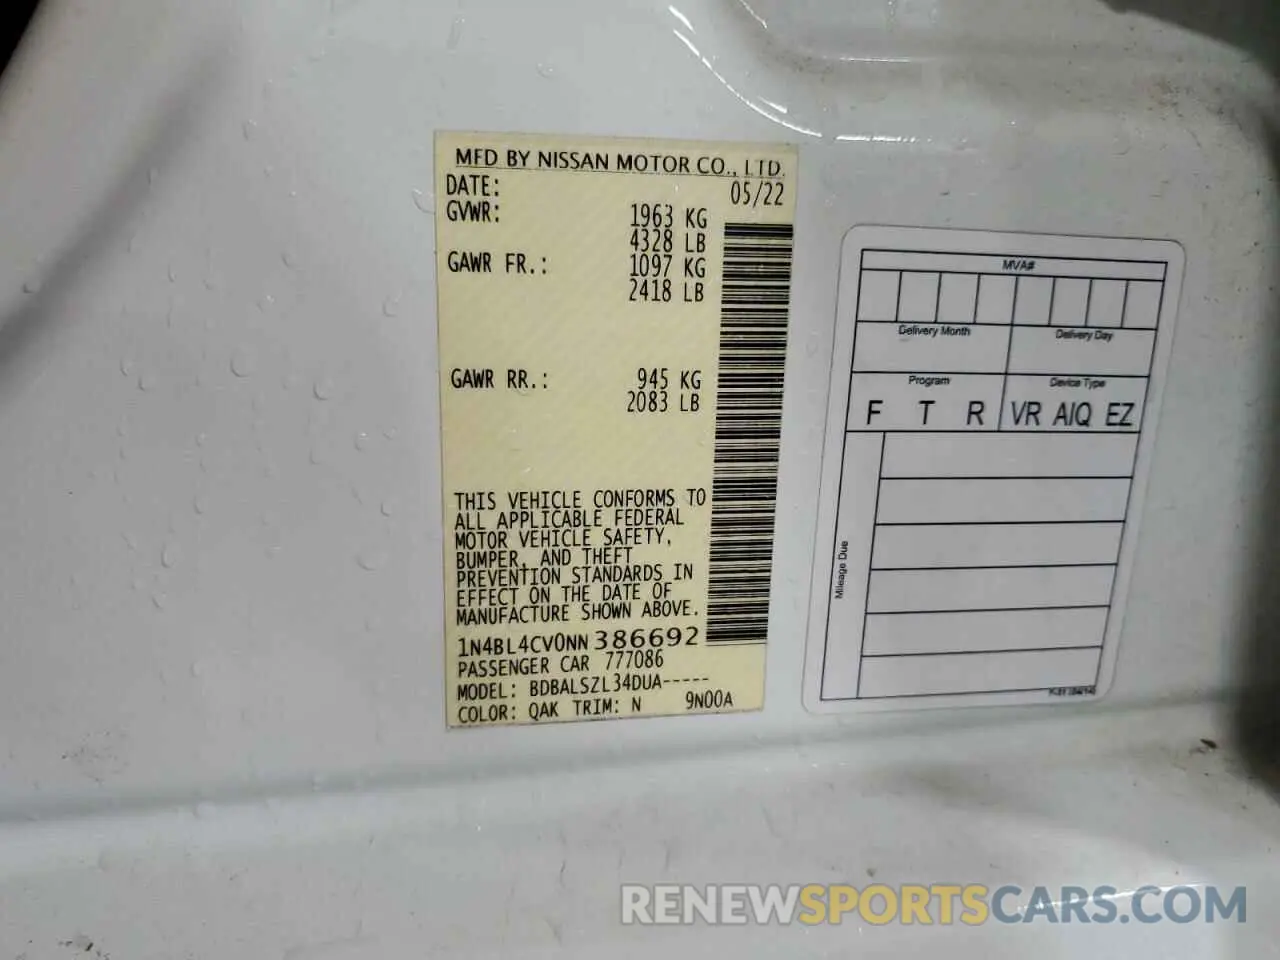 MFD BY NISSAN MOTOR CO., LTD.
DATE: 05/22
GVWR: 1963 KG
4328 LB
GAWR FR.: 1097 KG
2418 LB
GAWR RR.: 945 KG
2083 LB
THIS VEHICLE CONFORMS TO
ALL APPLICABLE FEDERAL
MOTOR VEHICLE SAFETY,
BUMPER, AND THEFT
PREVENTION STANDARDS IN
EFFECT ON THE DATE OF
MANUFACTURE SHOWN ABOVE.
1N4BL4CV0NN386692
PASSENGER CAR 777086
MODEL: BDBALSZL34DUA-----
COLOR: QAK TRIM: N 9N00A
MVA#
Delivery Month Delivery Day
Program Device Type
F T R VR AIQ EZ
Mileage Due
RENEWSPORTSCARS.COM